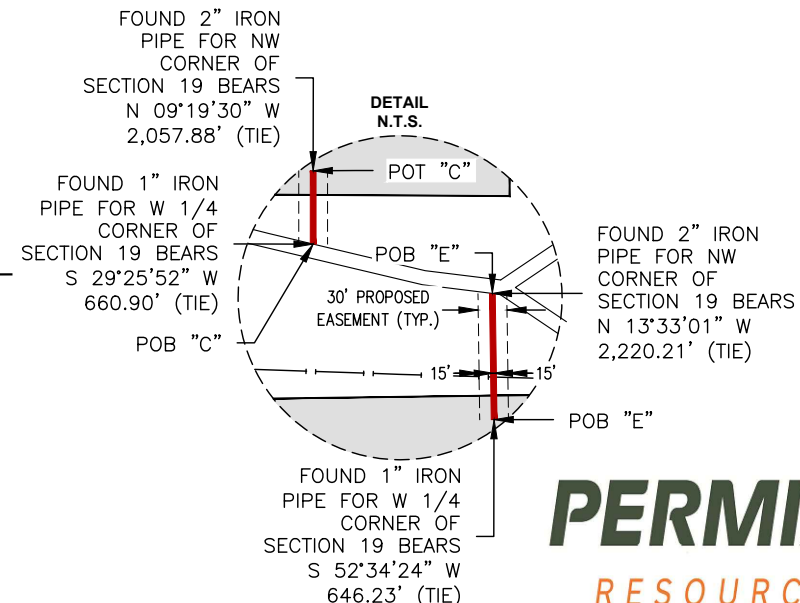 FOUND 2" IRON
PIPE FOR NW
CORNER OF
SECTION 19 BEARS
N 09°19'30" W
2,057.88' (TIE)
DETAIL
N.T.S.
POT "C"
FOUND 1" IRON
PIPE FOR W 1/4
CORNER OF
SECTION 19 BEARS
S 29°25'52" W
660.90' (TIE)
POB "C"
POB "E"
30' PROPOSED
EASEMENT (TYP.)
FOUND 2" IRON
PIPE FOR NW
CORNER OF
SECTION 19 BEARS
N 13°33'01" W
2,220.21' (TIE)
15'
15'
POB "E"
FOUND 1" IRON
PIPE FOR W 1/4
CORNER OF
SECTION 19 BEARS
S 52°34'24" W
646.23' (TIE)
PERMI
RESOURC